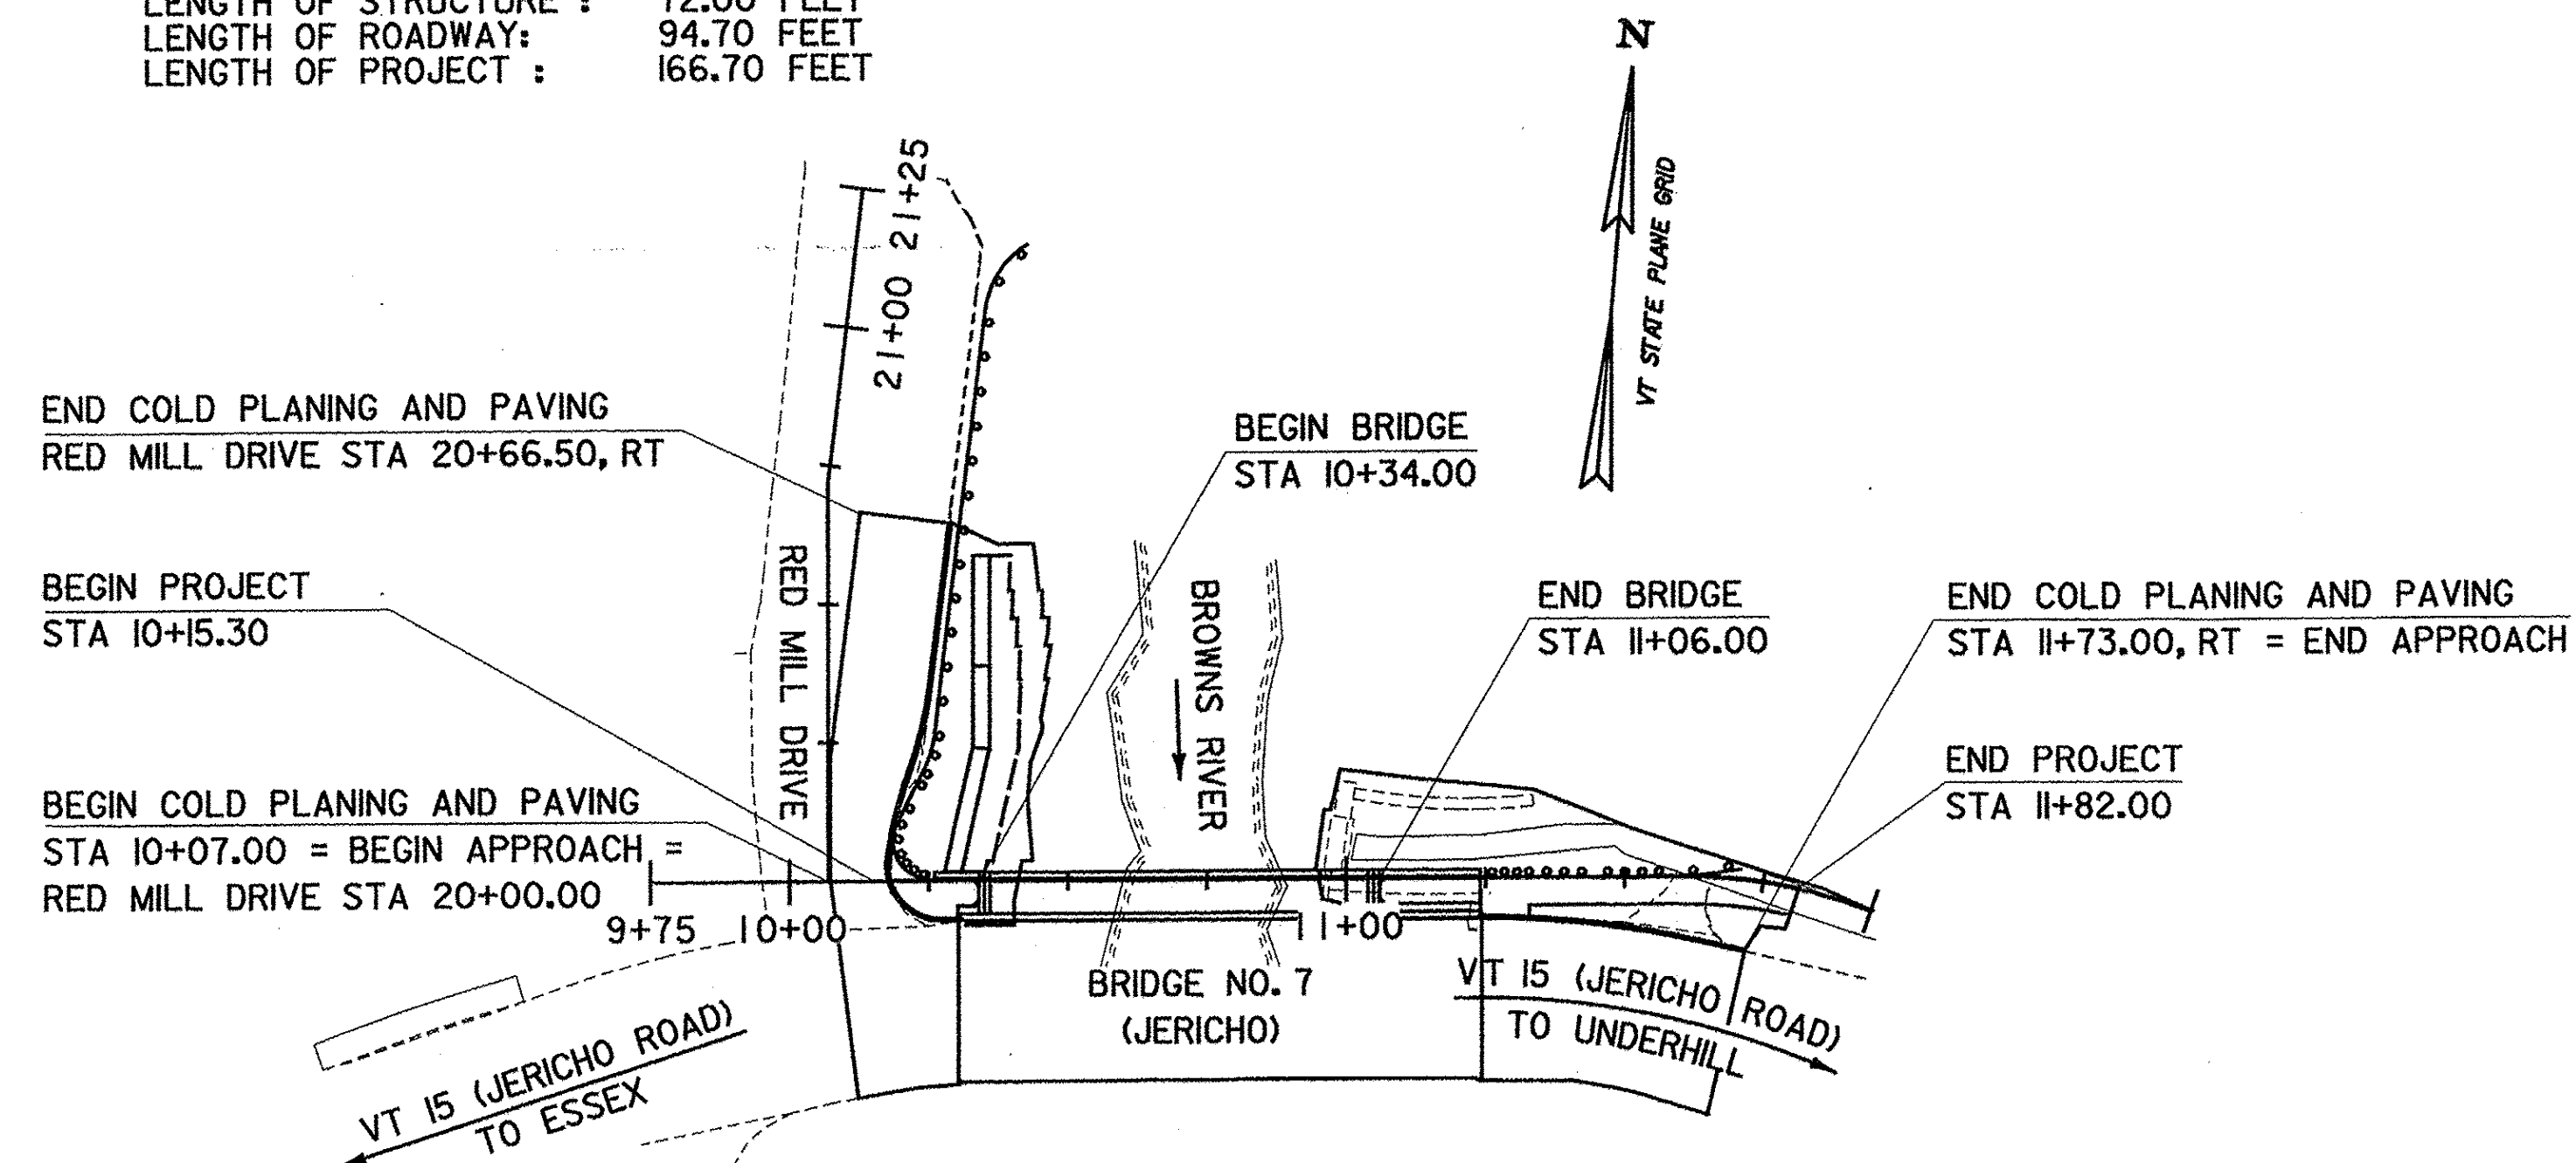 LENGTH OF STRUCTURE : 72.00 FEET
LENGTH OF ROADWAY: 94.70 FEET
LENGTH OF PROJECT : 166.70 FEET
N
VT STATE PLANE GRID
21+25
21+00
END COLD PLANING AND PAVING
RED MILL DRIVE STA 20+66.50, RT
BEGIN BRIDGE
STA 10+34.00
BEGIN PROJECT
STA 10+15.30
RED MILL DRIVE
BROWNS RIVER
END BRIDGE
STA 11+06.00
END COLD PLANING AND PAVING
STA 11+73.00, RT = END APPROACH
END PROJECT
STA 11+82.00
BEGIN COLD PLANING AND PAVING
STA 10+07.00 = BEGIN APPROACH =
RED MILL DRIVE STA 20+00.00
9+75
10+00
11+00
BRIDGE NO. 7
(JERICHO)
VT 15 (JERICHO ROAD)
TO UNDERHILL
VT 15 (JERICHO ROAD)
TO ESSEX